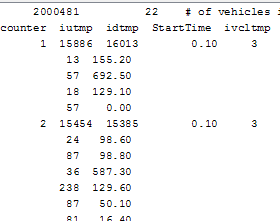 2000481 22 # of vehicles
counter iutmp idtmp StartTime ivcltmp
1 15886 16013 0.10 3
13 155.20
57 692.50
18 129.10
57 0.00
2 15454 15385 0.10 3
24 98.60
87 98.80
36 587.30
238 129.60
87 50.10
81 16.40